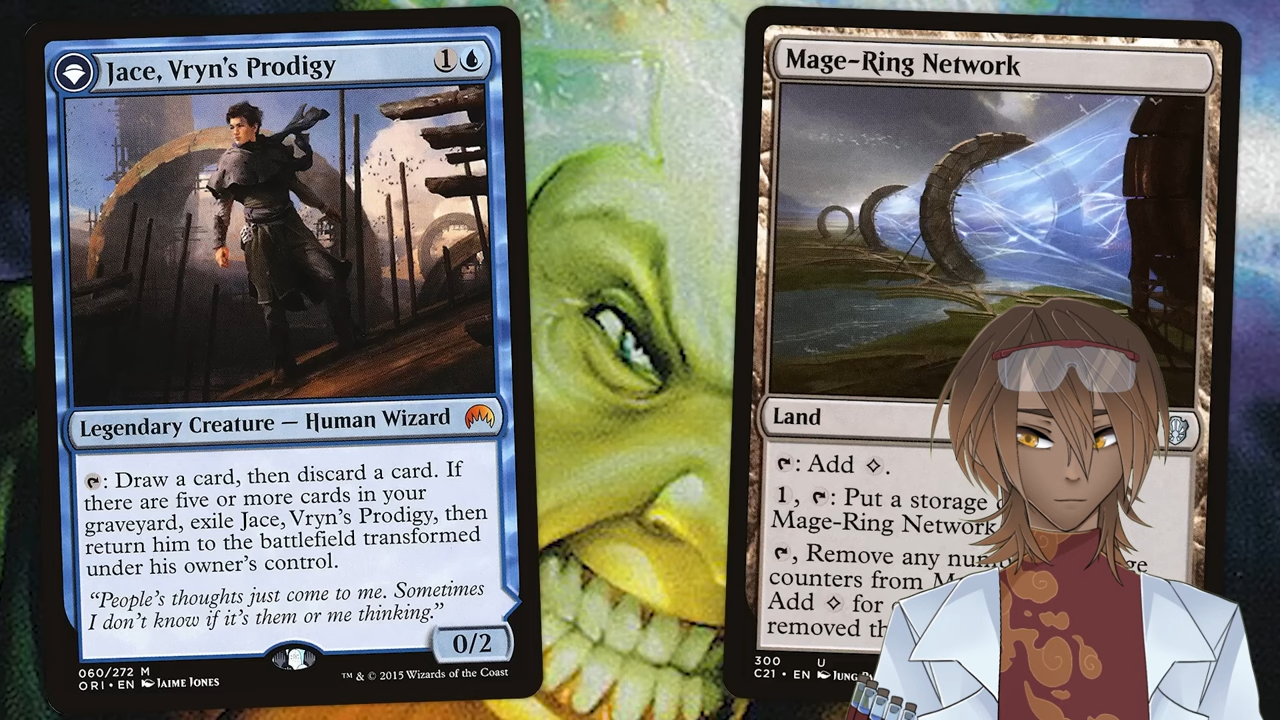 Jace, Vryn's Prodigy 1
Legendary Creature — Human Wizard
: Draw a card, then discard a card. If
there are five or more cards in your
graveyard, exile Jace, Vryn's Prodigy, then
return him to the battlefield transformed
under his owner's control.
"People's thoughts just come to me. Sometimes
I don't know if it's them or me thinking."
0/2
060/272 M
ORI • EN JAIME JONES
™ & © 2015 Wizards of the Coast
Mage-Ring Network
Land
: Add .
1, : Put a storage
Mage-Ring Network
, Remove any
counters from
Add for
removed
300 U
C21 • EN JUNG